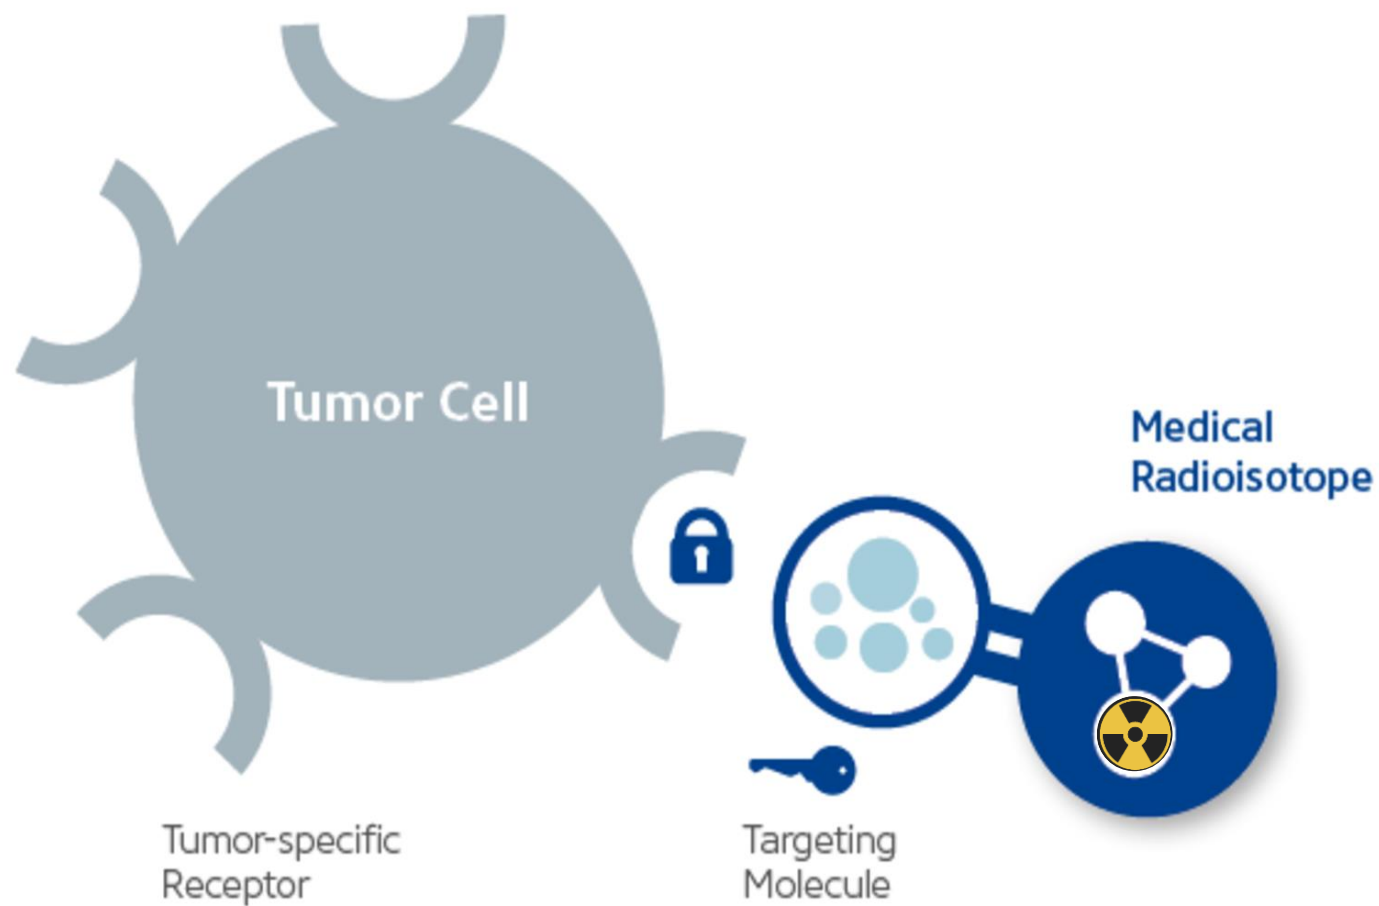 Tumor Cell
Medical
Radioisotope
Tumor-specific
Receptor
Targeting
Molecule